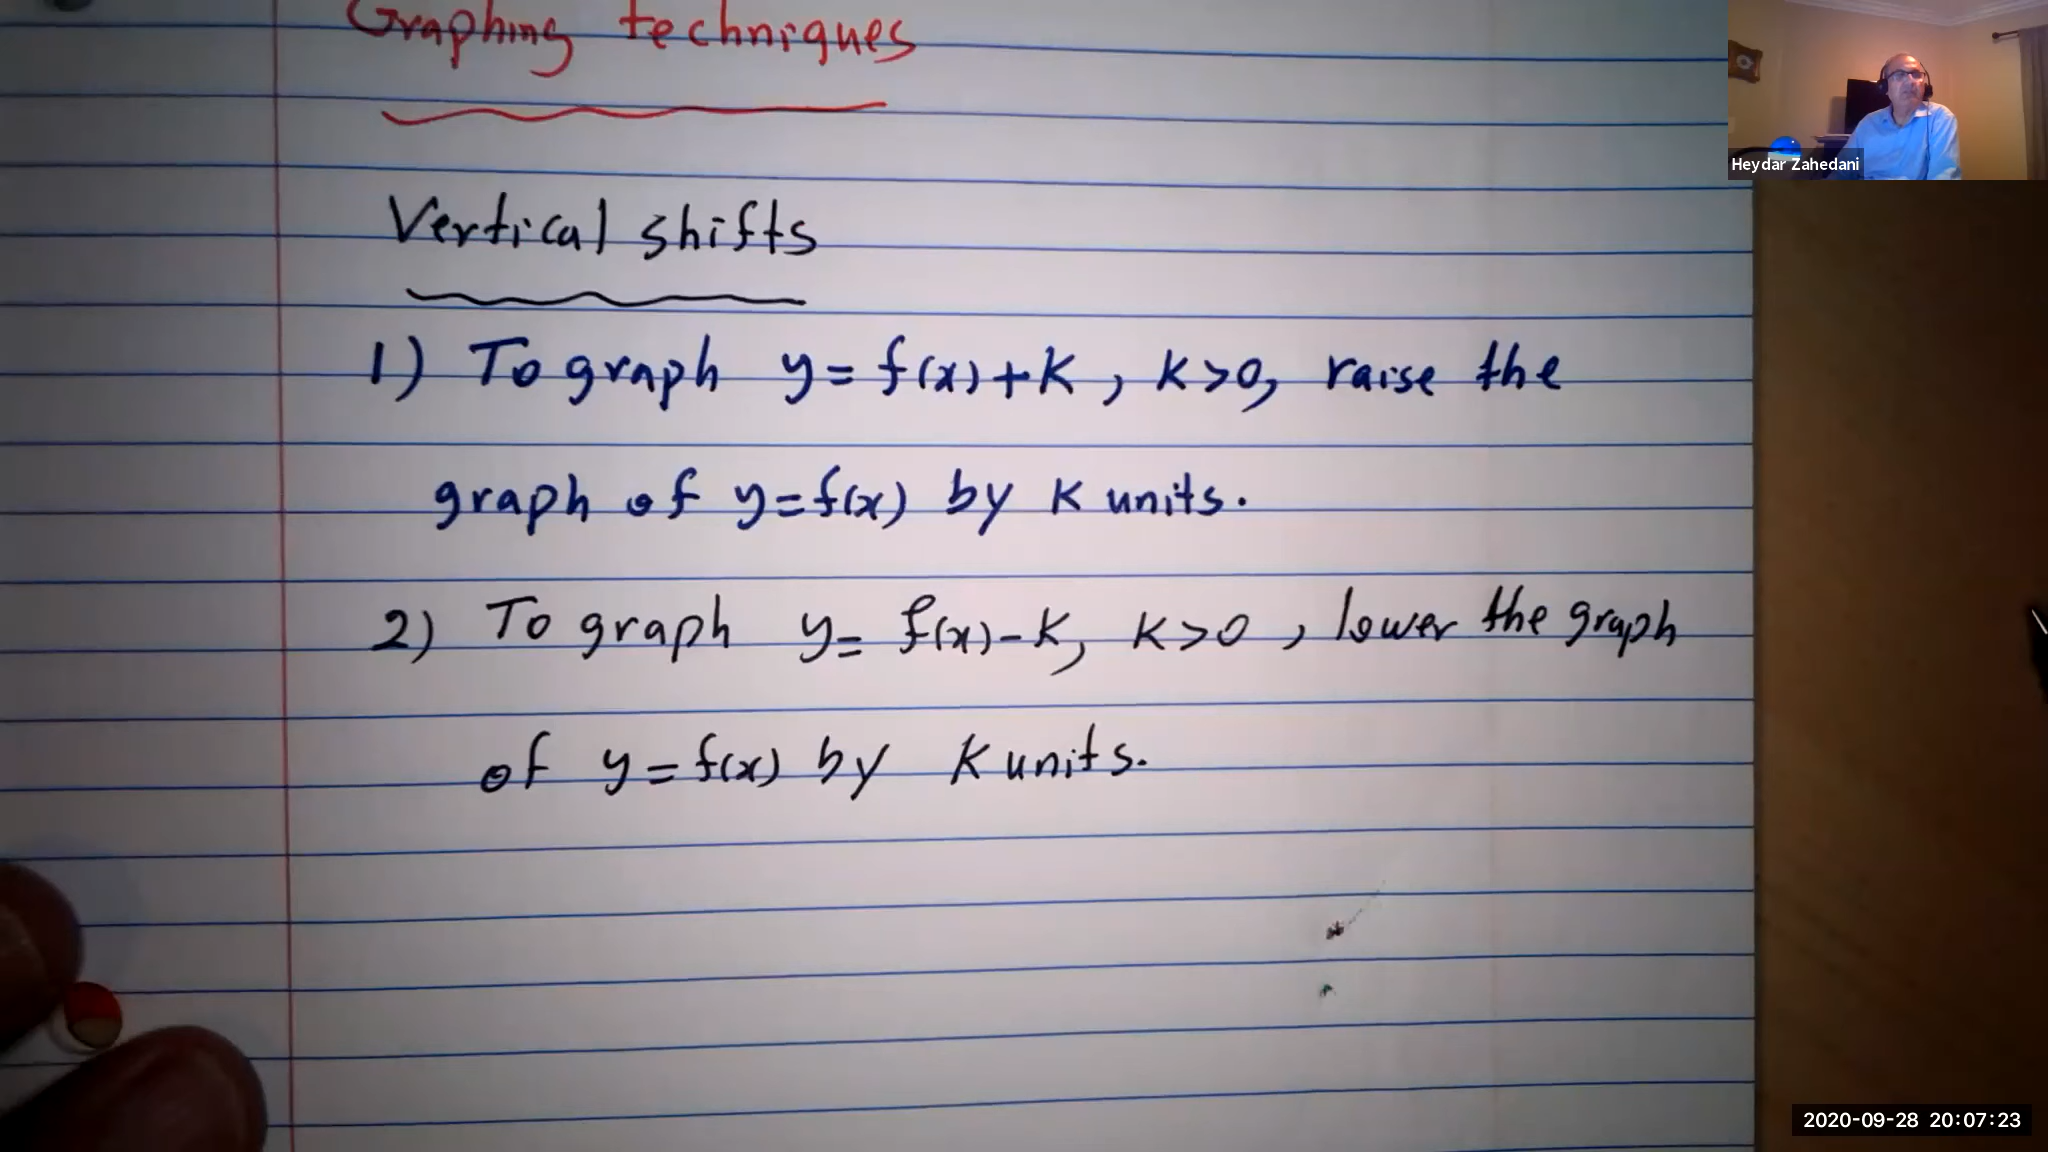 Graphing techniques
Heydar Zahedani
Vertical shifts
1) To graph y=f(x)+K, K>0, raise the
graph of y=f(x) by K units.
2) To graph y=f(x)-K, K>0, lower the graph
of y=f(x) by K units.
2020-09-28 20:07:23